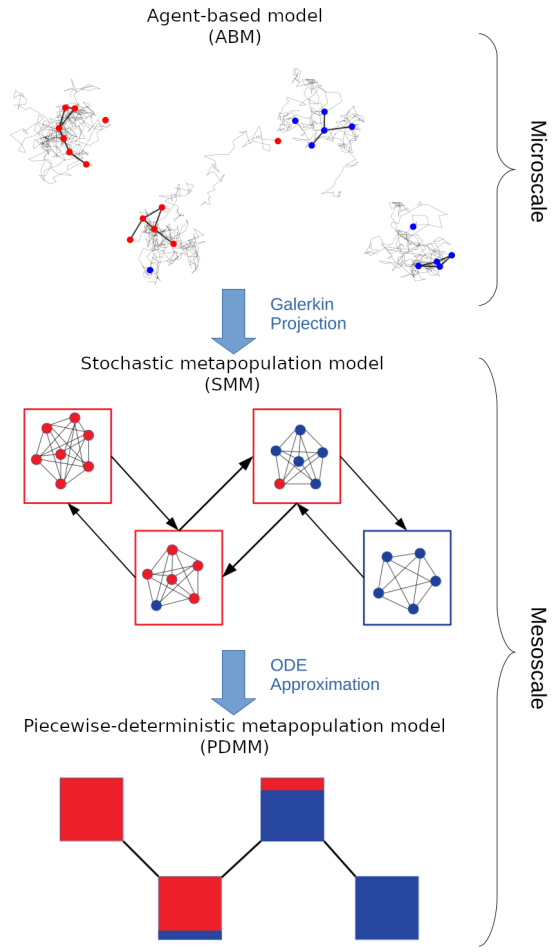 Agent-based model
(ABM)
Microscale
Galerkin
Projection
Stochastic metapopulation model
(SMM)
Mesoscale
ODE
Approximation
Piecewise-deterministic metapopulation model
(PDMM)